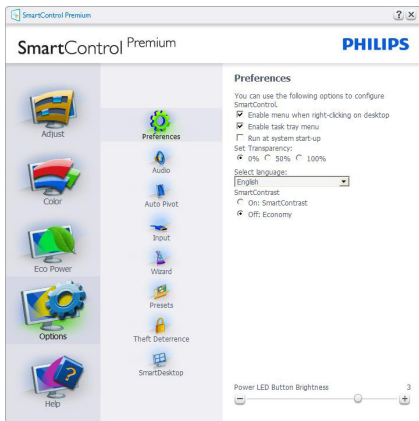 SmartControl Premium
SmartControl Premium
PHILIPS
Adjust
Color
Eco Power
Options
Help
Preferences
Audio
Auto Pivot
Input
Wizard
Presets
Theft Deterrence
SmartDesktop
Preferences
You can use the following options to configure
SmartControl.
Enable menu when right-clicking on desktop
Enable task tray menu
Run at system start-up
Set Transparency:
0% 50% 100%
Select language:
English
SmartContrast
On: SmartContrast
Off: Economy
Power LED Button Brightness 3